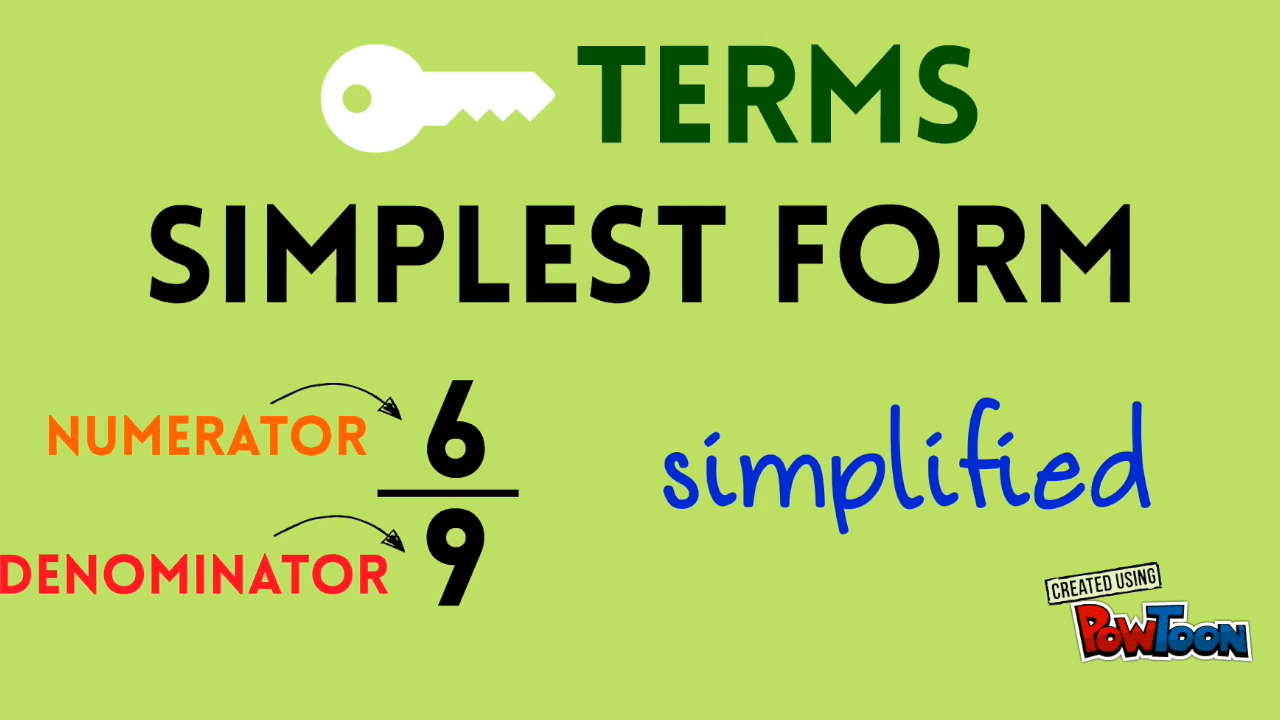 TERMS
SIMPLEST FORM
NUMERATOR
6
9
DENOMINATOR
simplified
CREATED USING
POWTOON